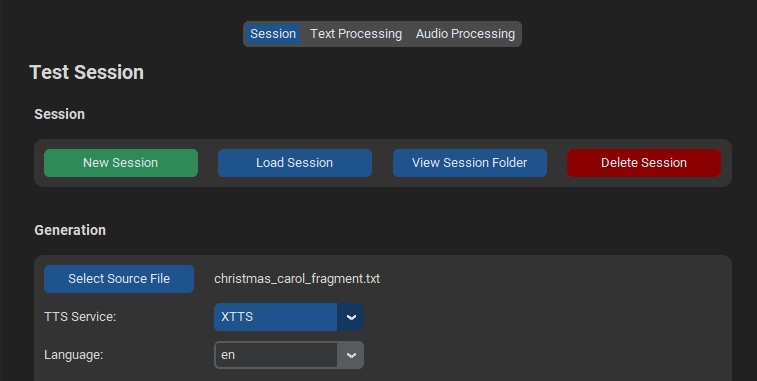 Session Text Processing Audio Processing
Test Session
Session
New Session Load Session View Session Folder Delete Session
Generation
Select Source File christmas_carol_fragment.txt
TTS Service: XTTS
Language: en